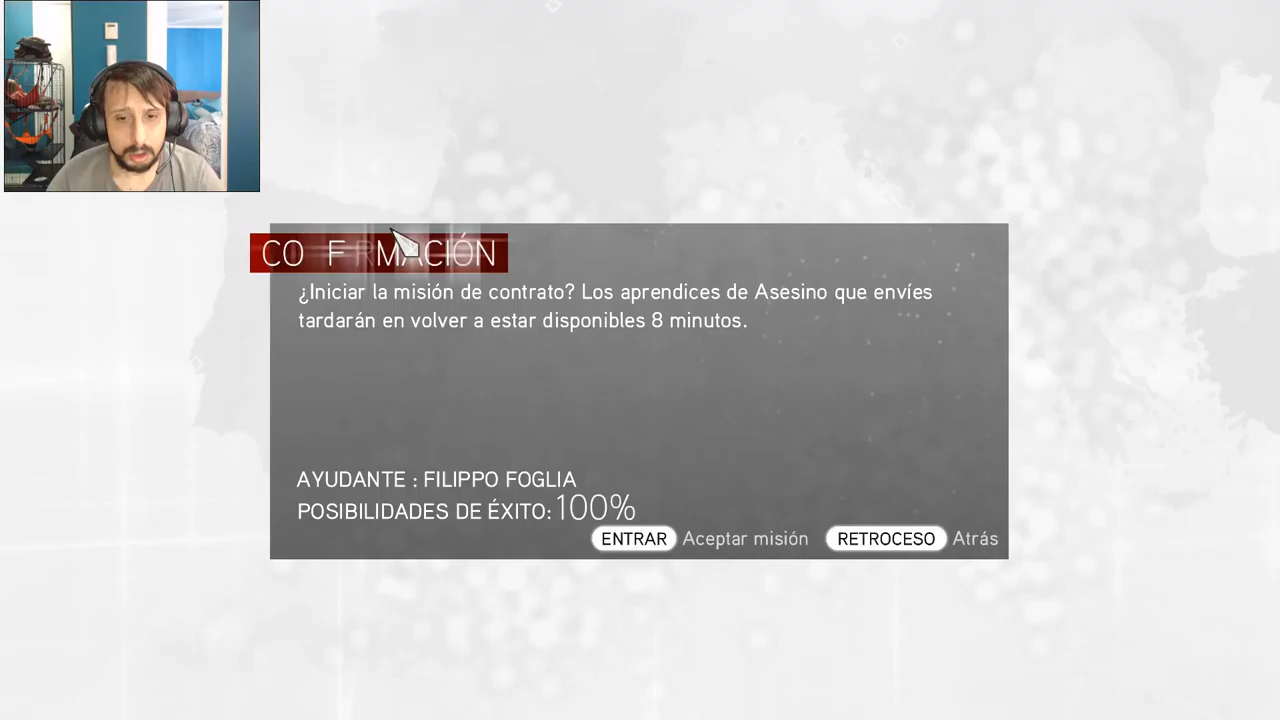 CONFIRMACIÓN
¿Iniciar la misión de contrato? Los aprendices de Asesino que envíes
tardarán en volver a estar disponibles 8 minutos.
AYUDANTE : FILIPPO FOGLIA
POSIBILIDADES DE ÉXITO: 100%
ENTRAR Aceptar misión RETROCESO Atrás